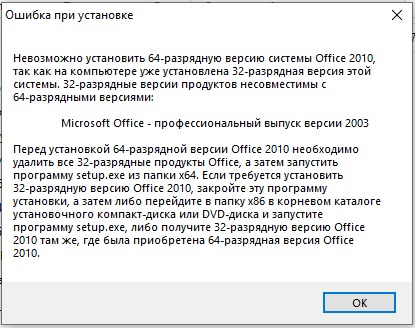 Ошибка при установке
Невозможно установить 64-разрядную версию системы Office 2010,
так как на компьютере уже установлена 32-разрядная версия этой
системы. 32-разрядные версии продуктов несовместимы с
64-разрядными версиями:
Microsoft Office - профессиональный выпуск версии 2003
Перед установкой 64-разрядной версии Office 2010 необходимо
удалить все 32-разрядные продукты Office, а затем запустить
программу setup.exe из папки x64. Если требуется установить
32-разрядную версию Office 2010, закройте эту программу
установки, а затем либо перейдите в папку x86 в корневом каталоге
установочного компакт-диска или DVD-диска и запустите
программу setup.exe, либо получите 32-разрядную версию Office
2010 там же, где была приобретена 64-разрядная версия Office
2010.
ОК